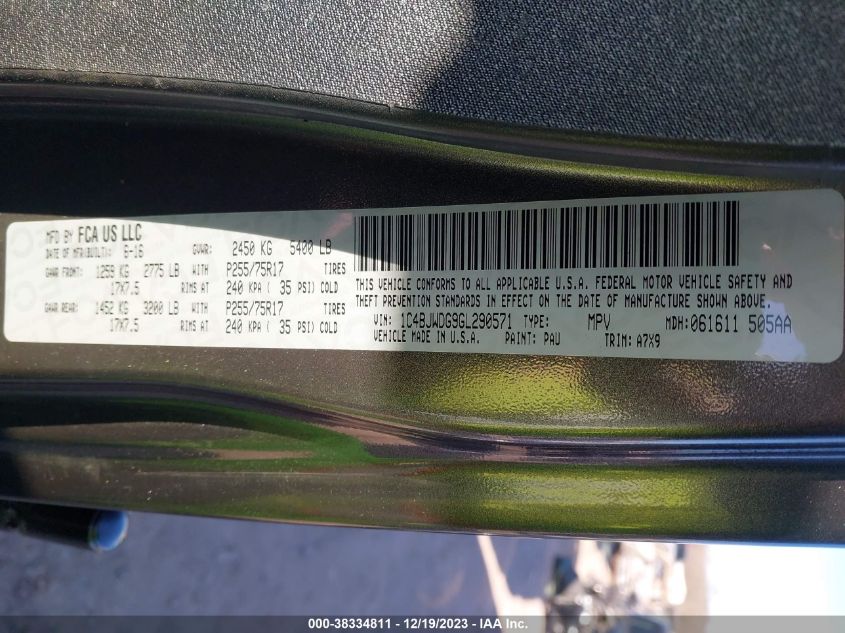 MFD BY FCA US LLC
DATE OF MFR(BUILT): 6-16 GVWR: 2450 KG 5400 LB
GAWR FRONT: 1259 KG 2775 LB WITH P255/75R17 TIRES
17X7.5 RIMS AT 240 KPA ( 35 PSI) COLD
GAWR REAR: 1452 KG 3200 LB WITH P255/75R17 TIRES
17X7.5 RIMS AT 240 KPA ( 35 PSI) COLD
THIS VEHICLE CONFORMS TO ALL APPLICABLE U.S.A. FEDERAL MOTOR VEHICLE SAFETY AND
THEFT PREVENTION STANDARDS IN EFFECT ON THE DATE OF MANUFACTURE SHOWN ABOVE.
VIN: 1C4BJWDG9GL290571 TYPE: MPV MDH:061611 505AA
VEHICLE MADE IN U.S.A. PAINT: PAU TRIM: A7X9
000-38334811 - 12/19/2023 - IAA Inc.